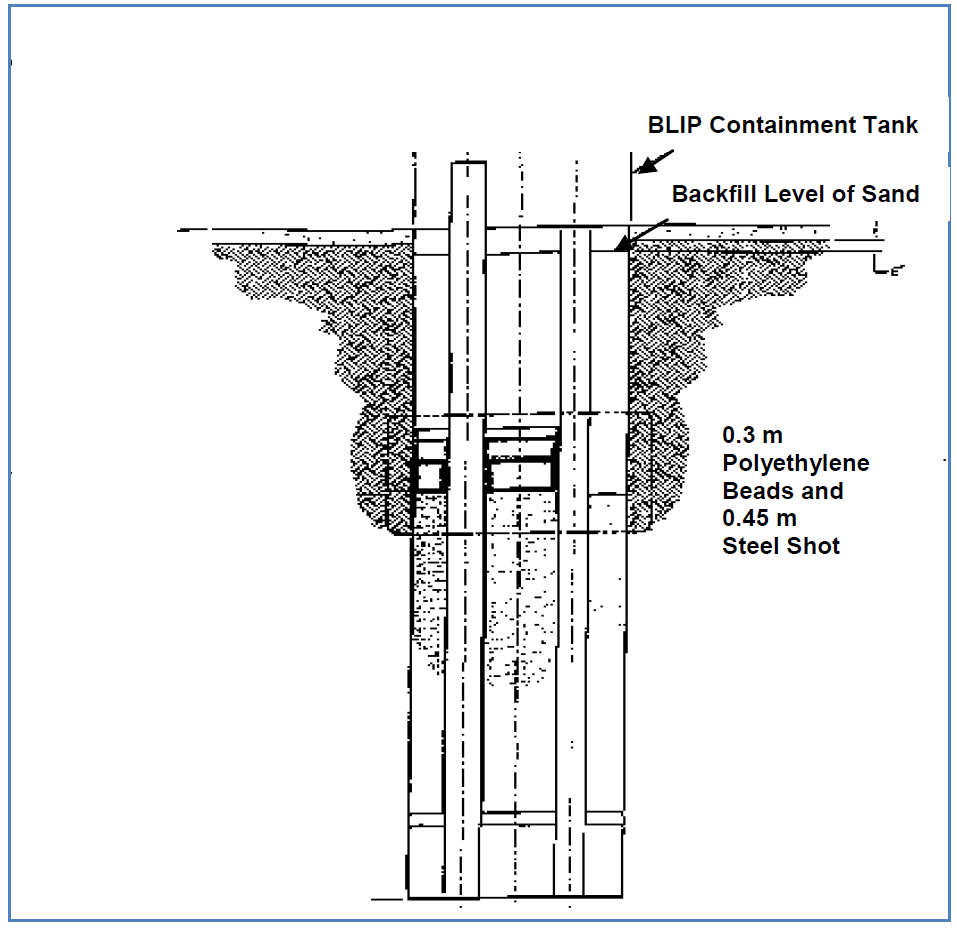 BLIP Containment Tank
Backfill Level of Sand
E
0.3 m
Polyethylene
Beads and
0.45 m
Steel Shot